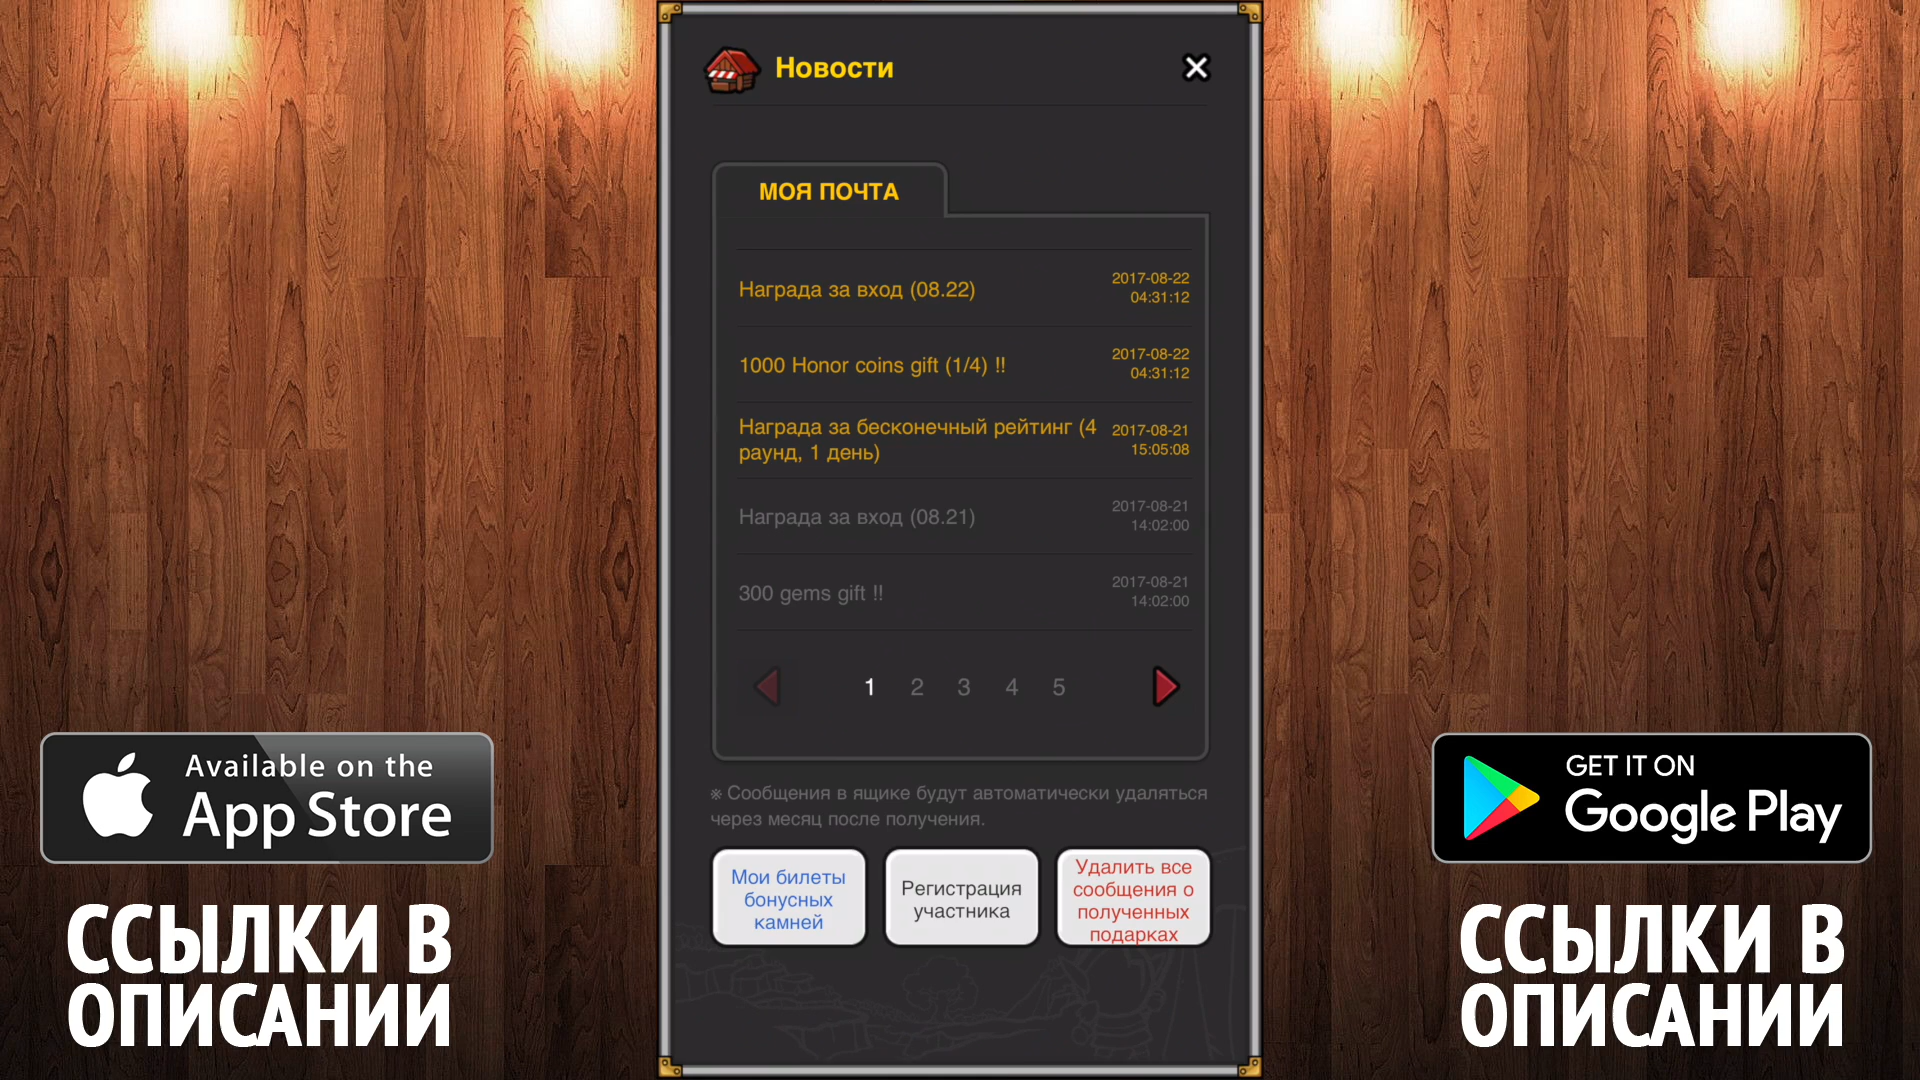 Новости
МОЯ ПОЧТА
Награда за вход (08.22)
2017-08-22
04:31:12
1000 Honor coins gift (1/4) !!
2017-08-22
04:31:12
Награда за бесконечный рейтинг (4
раунд, 1 день)
2017-08-21
15:05:08
Награда за вход (08.21)
2017-08-21
14:02:00
300 gems gift !!
2017-08-21
14:02:00
1 2 3 4 5
※ Сообщения в ящике будут автоматически удаляться
через месяц после получения.
Мои билеты
бонусных
камней
Регистрация
участника
Удалить все
сообщения о
полученных
подарках
Available on the
App Store
ССЫЛКИ В
ОПИСАНИИ
GET IT ON
Google Play
ССЫЛКИ В
ОПИСАНИИ